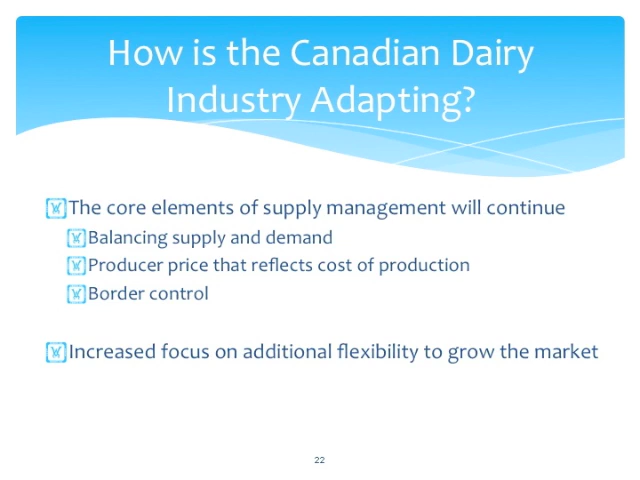 How is the Canadian Dairy
Industry Adapting?
The core elements of supply management will continue
Balancing supply and demand
Producer price that reflects cost of production
Border control
Increased focus on additional flexibility to grow the market
22